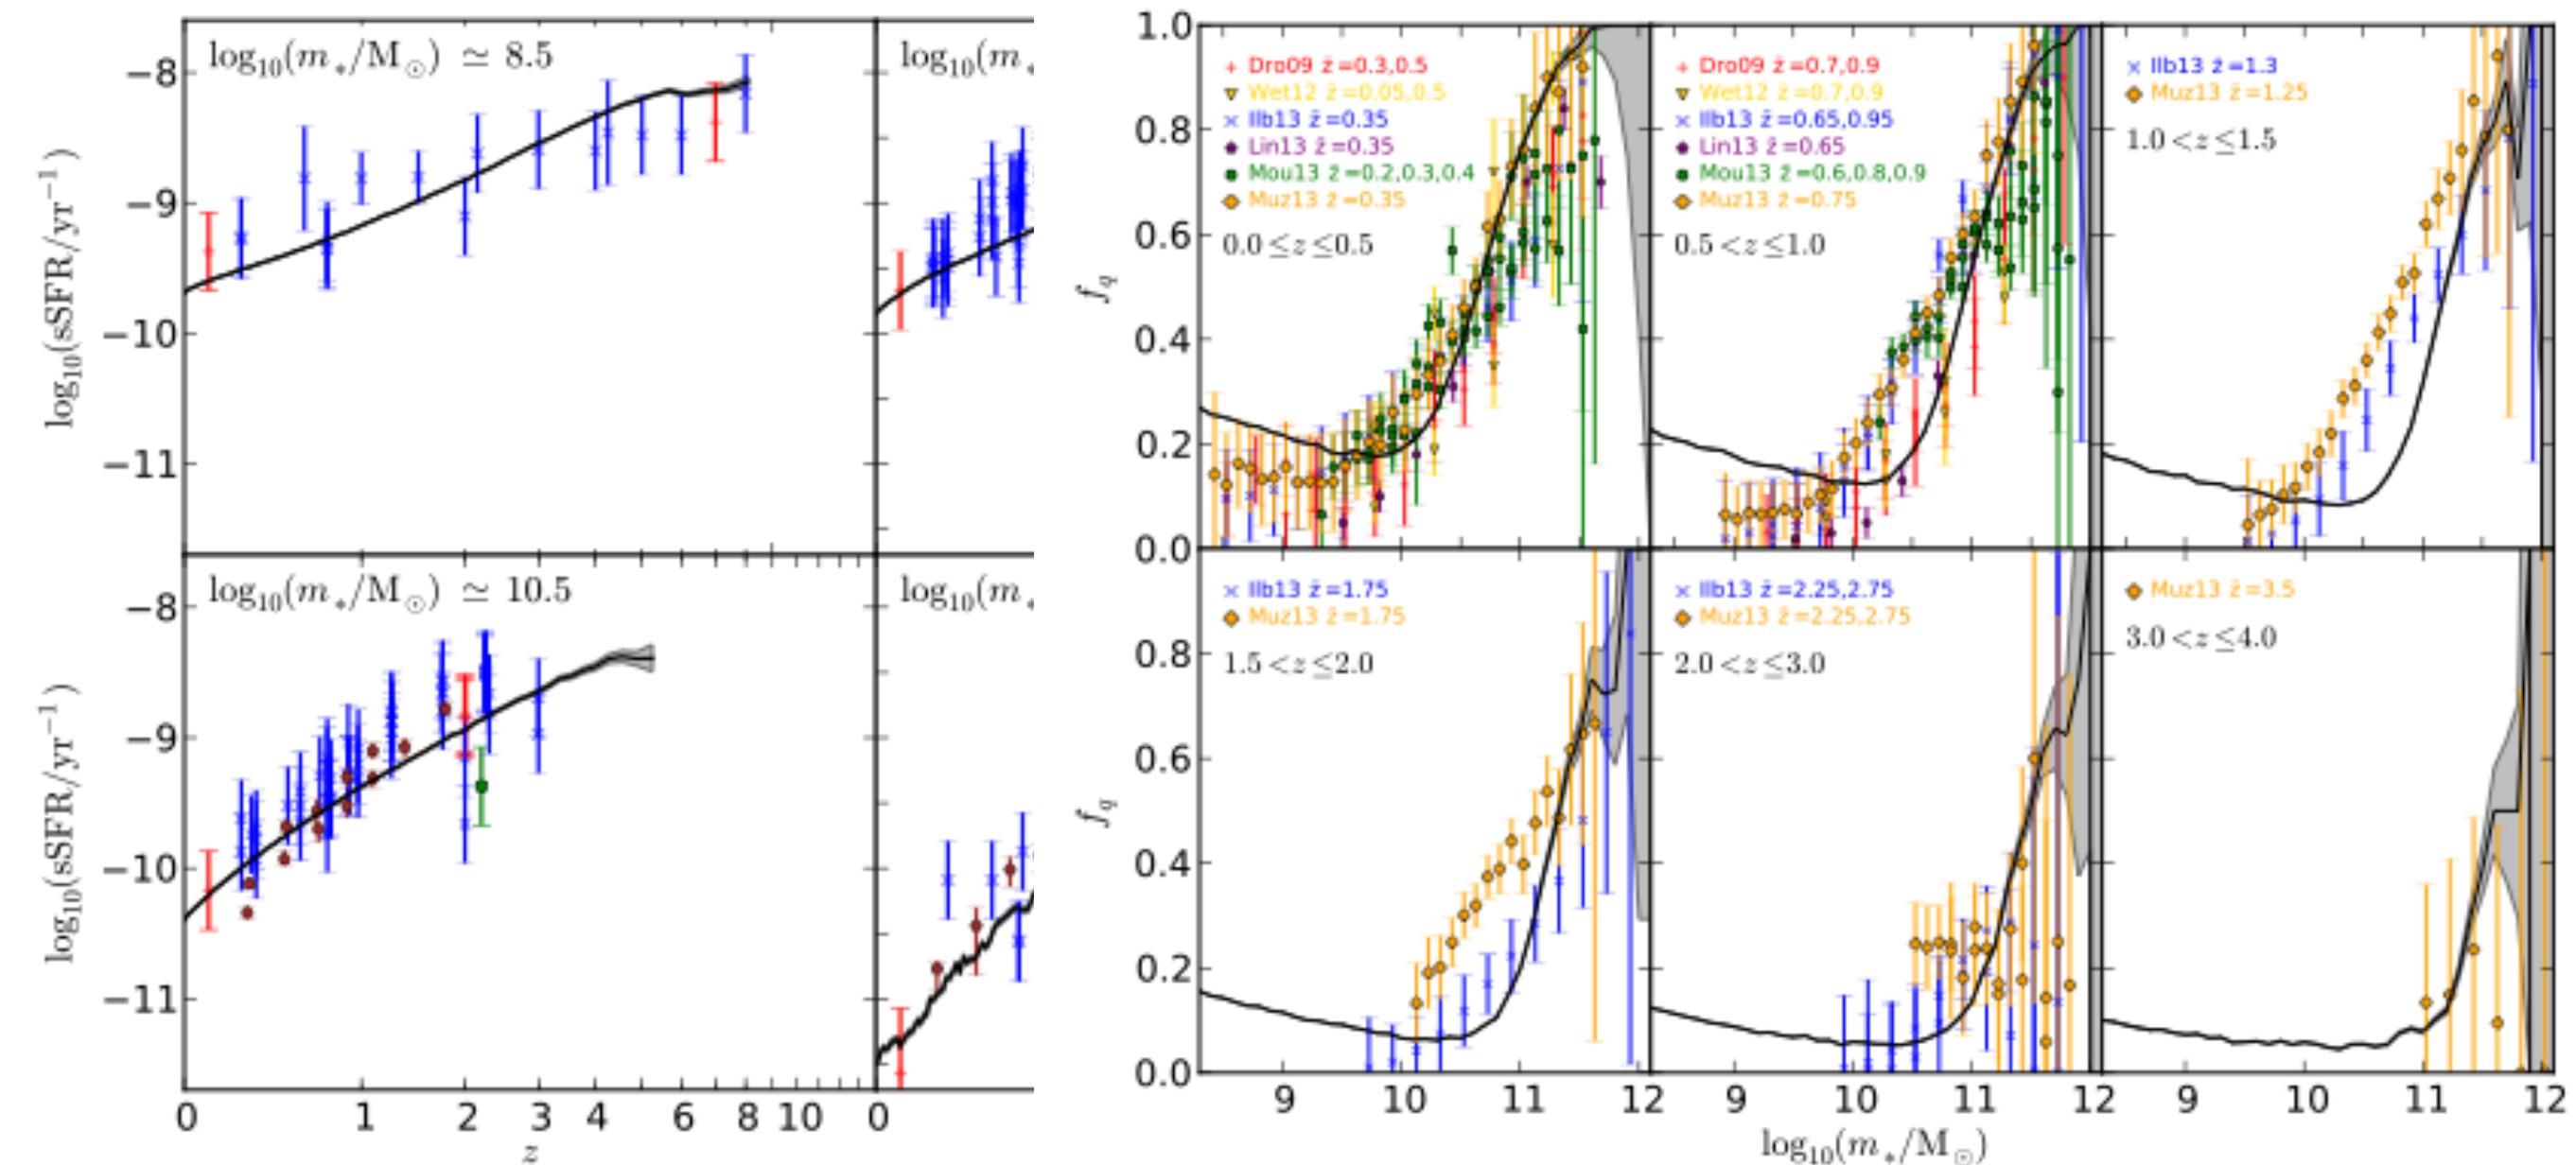 log₁₀(m∗/M⊙) ≃ 8.5
log₁₀(m∗
−8
−9
−10
−11
log₁₀(sSFR/yr⁻¹)
log₁₀(m∗/M⊙) ≃ 10.5
log₁₀(m∗
−8
−9
−10
−11
log₁₀(sSFR/yr⁻¹)
0 1 2 3 4 6 8 10 0
z
1.0
0.8
0.6
0.4
0.2
0.0
f_q
Dro09 z̄=0.3,0.5
Wet12 z̄=0.05,0.5
Ilb13 z̄=0.35
Lin13 z̄=0.35
Mou13 z̄=0.2,0.3,0.4
Muz13 z̄=0.35
0.0≤z≤0.5
Dro09 z̄=0.7,0.9
Wet12 z̄=0.7,0.9
Ilb13 z̄=0.65,0.95
Lin13 z̄=0.65
Mou13 z̄=0.6,0.8,0.9
Muz13 z̄=0.75
0.5<z≤1.0
Ilb13 z̄=1.3
Muz13 z̄=1.25
1.0<z≤1.5
0.8
0.6
0.4
0.2
0.0
f_q
Ilb13 z̄=1.75
Muz13 z̄=1.75
1.5<z≤2.0
Ilb13 z̄=2.25,2.75
Muz13 z̄=2.25,2.75
2.0<z≤3.0
Muz13 z̄=3.5
3.0<z≤4.0
9 10 11 12 9 10 11 12 9 10 11 12
log₁₀(m∗/M⊙)